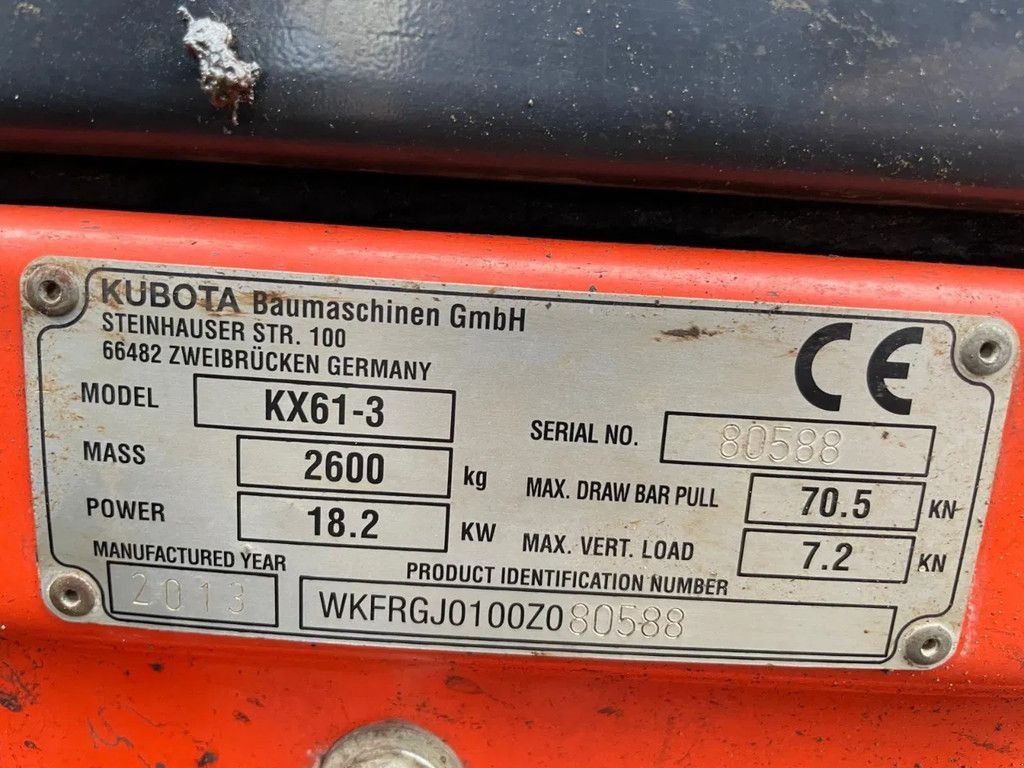 KUBOTA Baumaschinen GmbH
STEINHAUSER STR. 100
66482 ZWEIBRÜCKEN GERMANY
CE
MODEL KX61-3
SERIAL NO. 80588
MASS 2600 kg
MAX. DRAW BAR PULL 70.5 KN
POWER 18.2 KW
MAX. VERT. LOAD 7.2 KN
MANUFACTURED YEAR
2013
PRODUCT IDENTIFICATION NUMBER
WKFRGJ0100Z080588